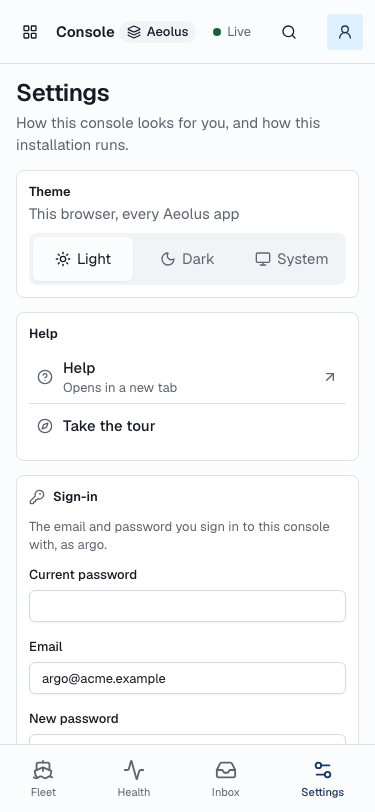 Console
Aeolus
Live
Settings
How this console looks for you, and how this
installation runs.
Theme
This browser, every Aeolus app
Light
Dark
System
Help
Help
Opens in a new tab
Take the tour
Sign-in
The email and password you sign in to this console
with, as argo.
Current password
Email
argo@acme.example
New password
Fleet
Health
Inbox
Settings